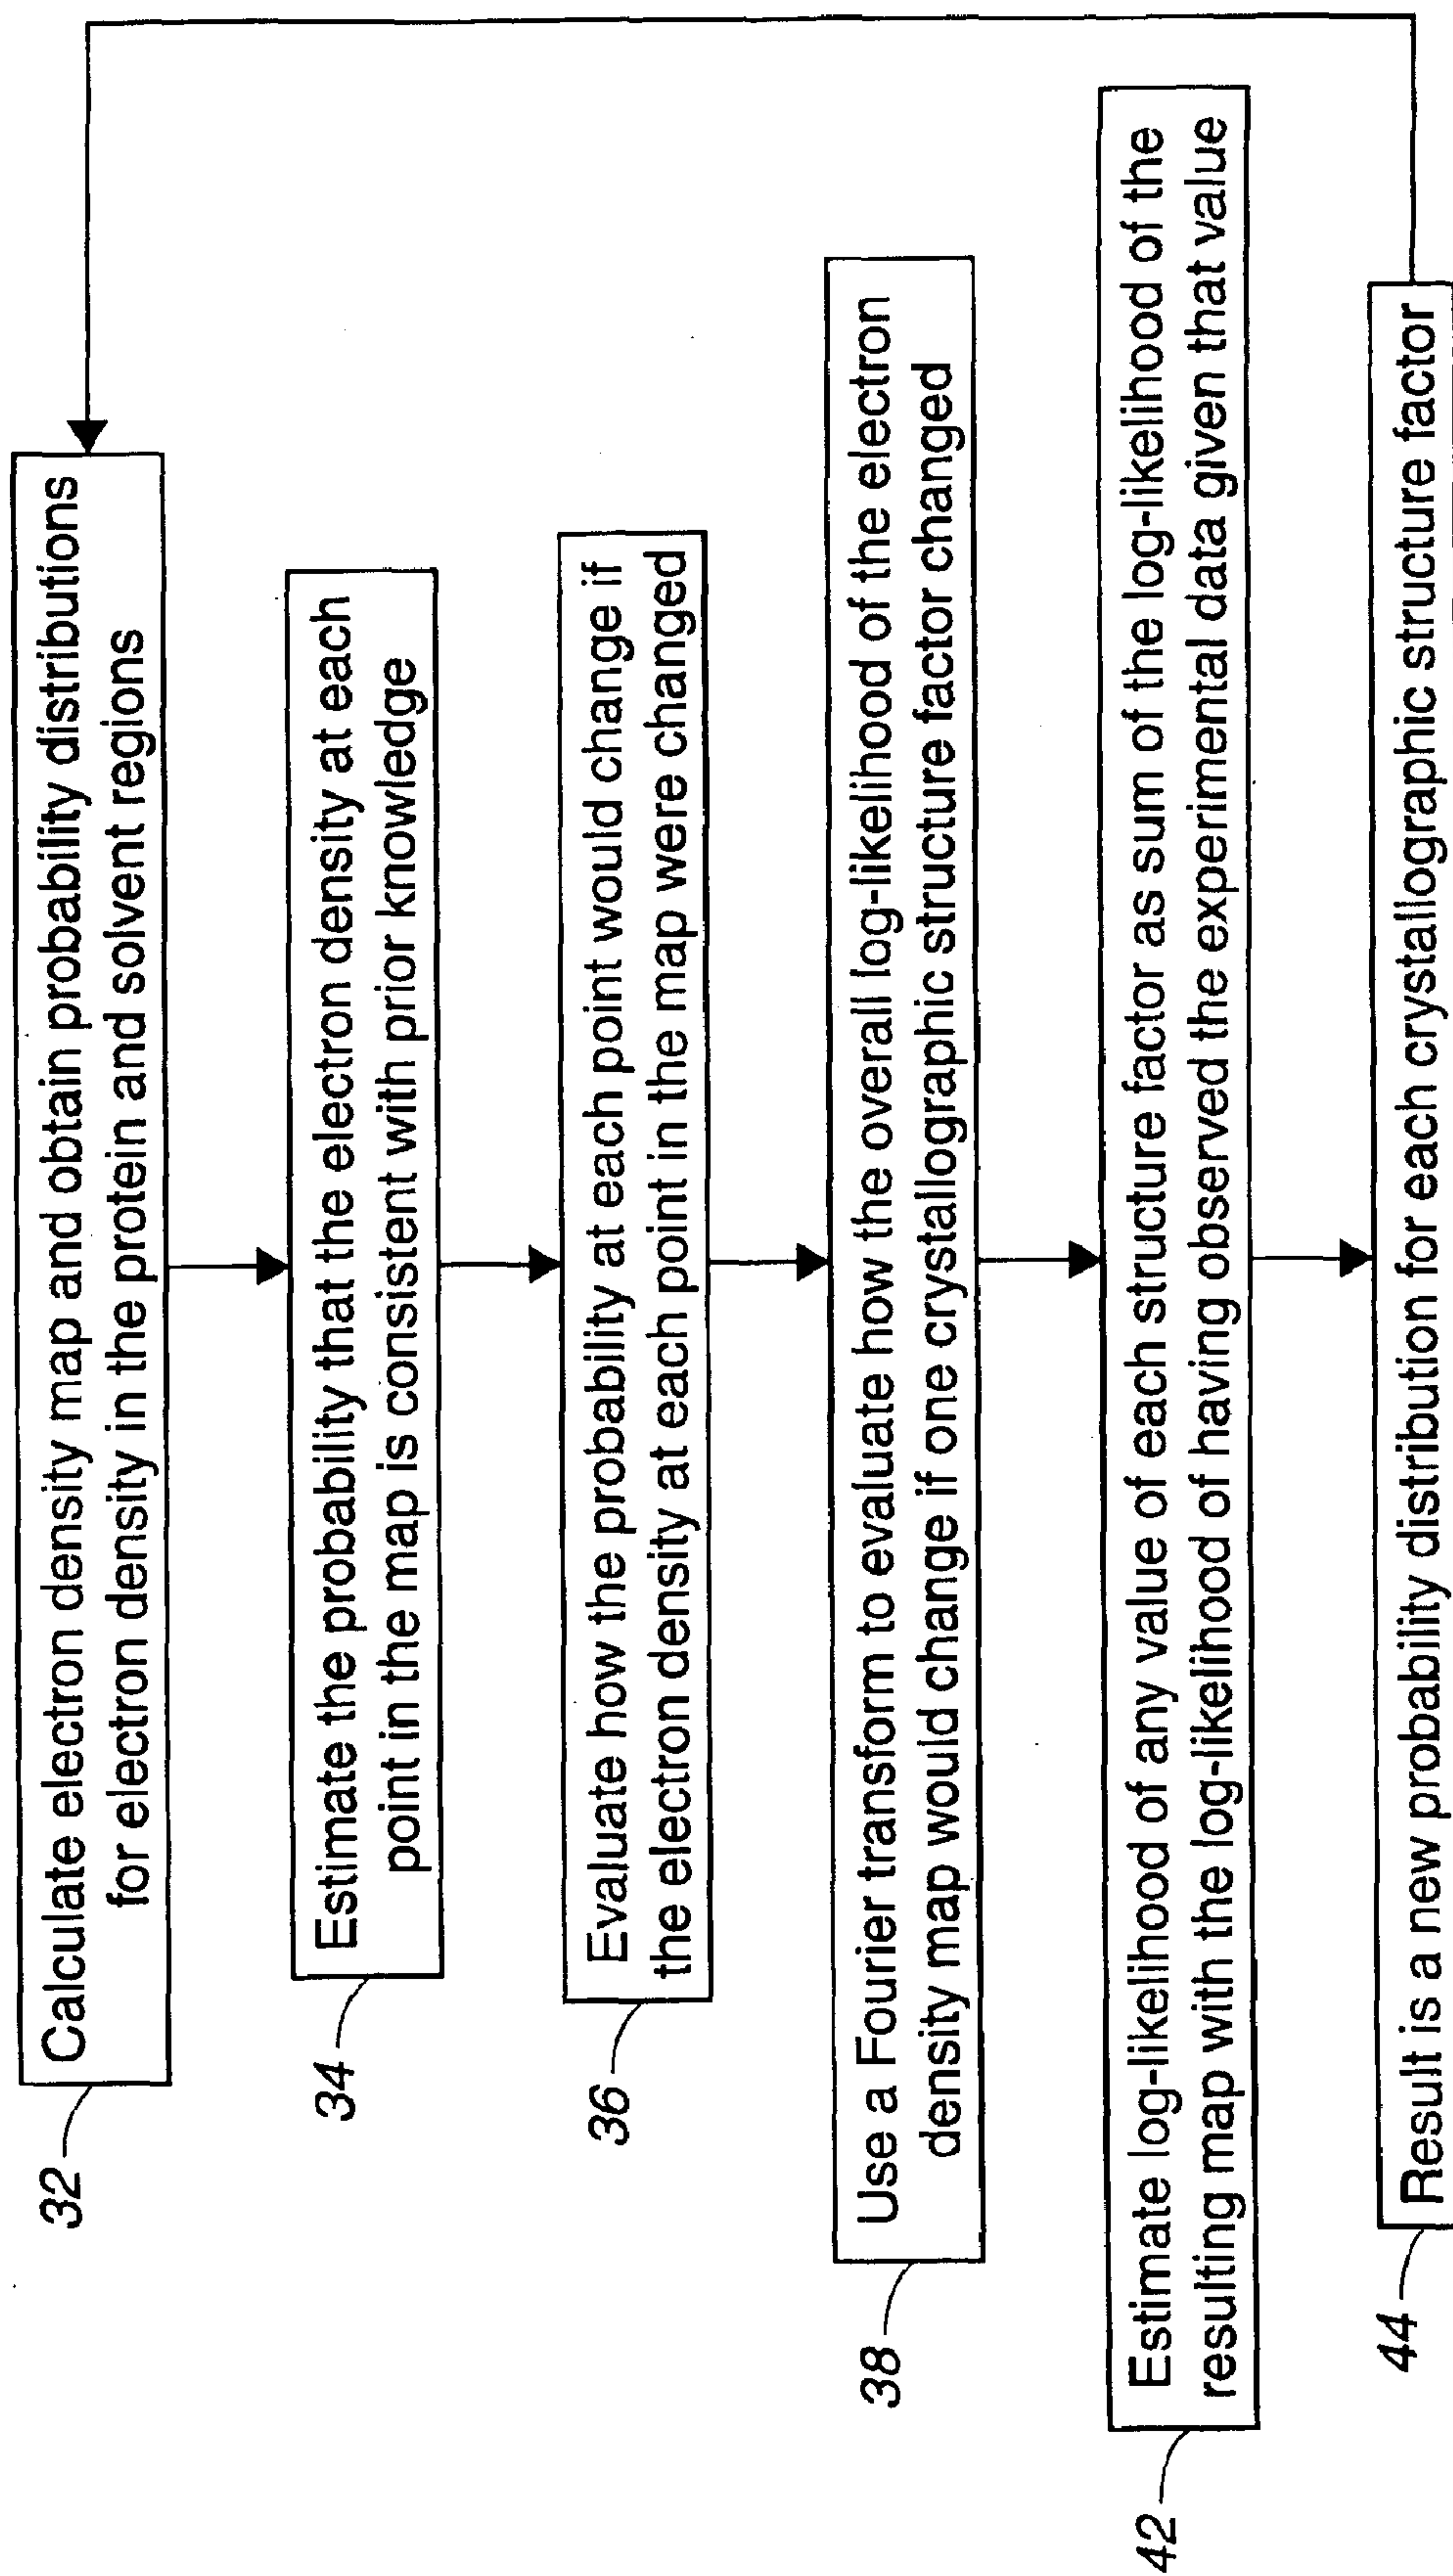 32
Calculate electron density map and obtain probability distributions
for electron density in the protein and solvent regions
34
Estimate the probability that the electron density at each
point in the map is consistent with prior knowledge
36
Evaluate how the probability at each point would change if
the electron density at each point in the map were changed
38
Use a Fourier transform to evaluate how the overall log-likelihood of the electron
density map would change if one crystallographic structure factor changed
42
Estimate log-likelihood of any value of each structure factor as sum of the log-likelihood of the
resulting map with the log-likelihood of having observed the experimental data given that value
44
Result is a new probability distribution for each crystallographic structure factor